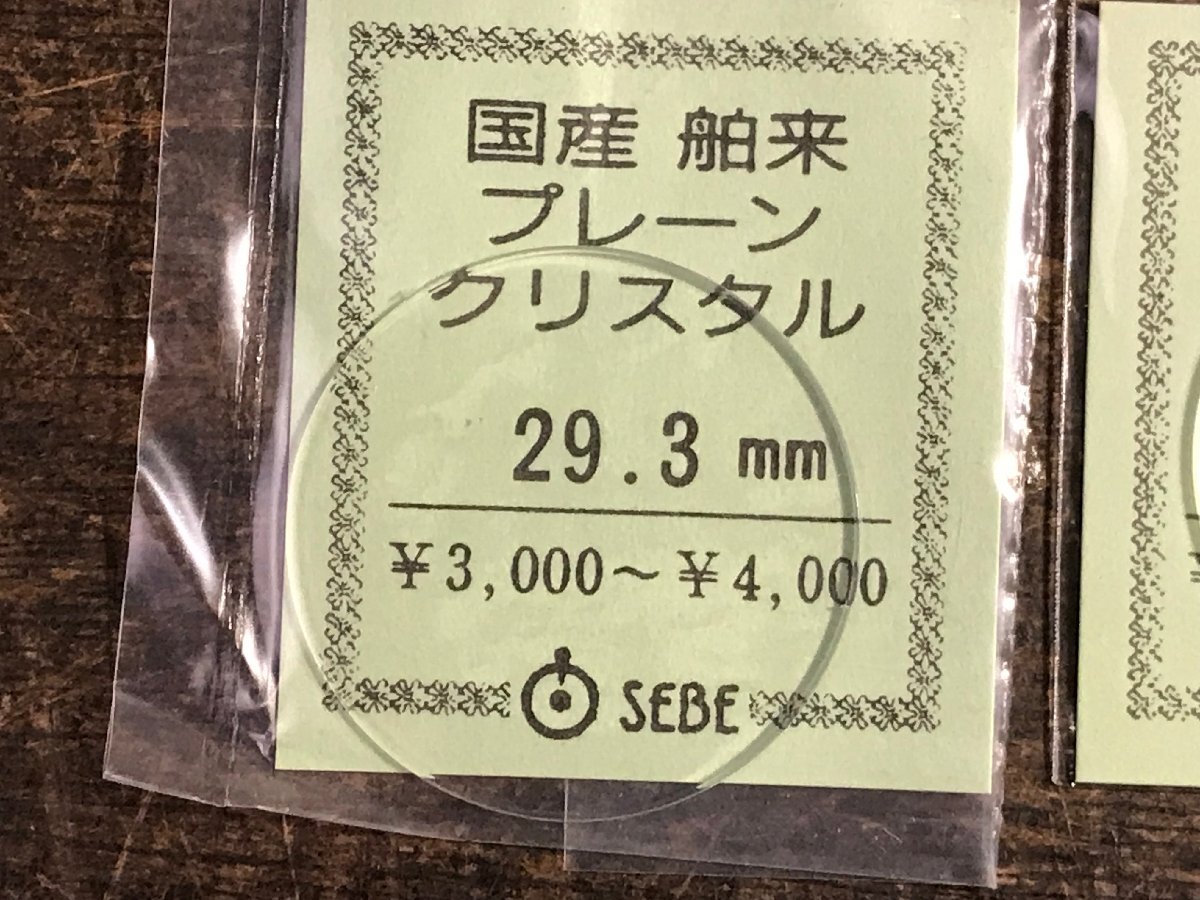 国産 舶来
プレーン
クリスタル
29.3 mm
¥3,000～¥4,000
SEBE